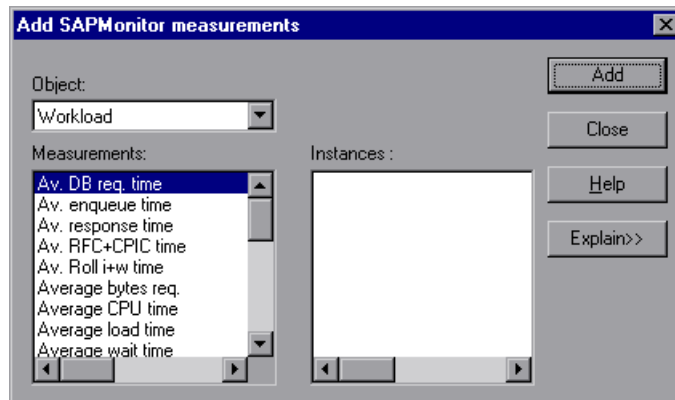 Add SAPMonitor measurements
Object:
Workload
Measurements:
Av. DB req. time
Av. enqueue time
Av. response time
Av. RFC+CPIC time
Av. Roll i+w time
Average bytes req.
Average CPU time
Average load time
Average wait time
Instances :
Add
Close
Help
Explain>>